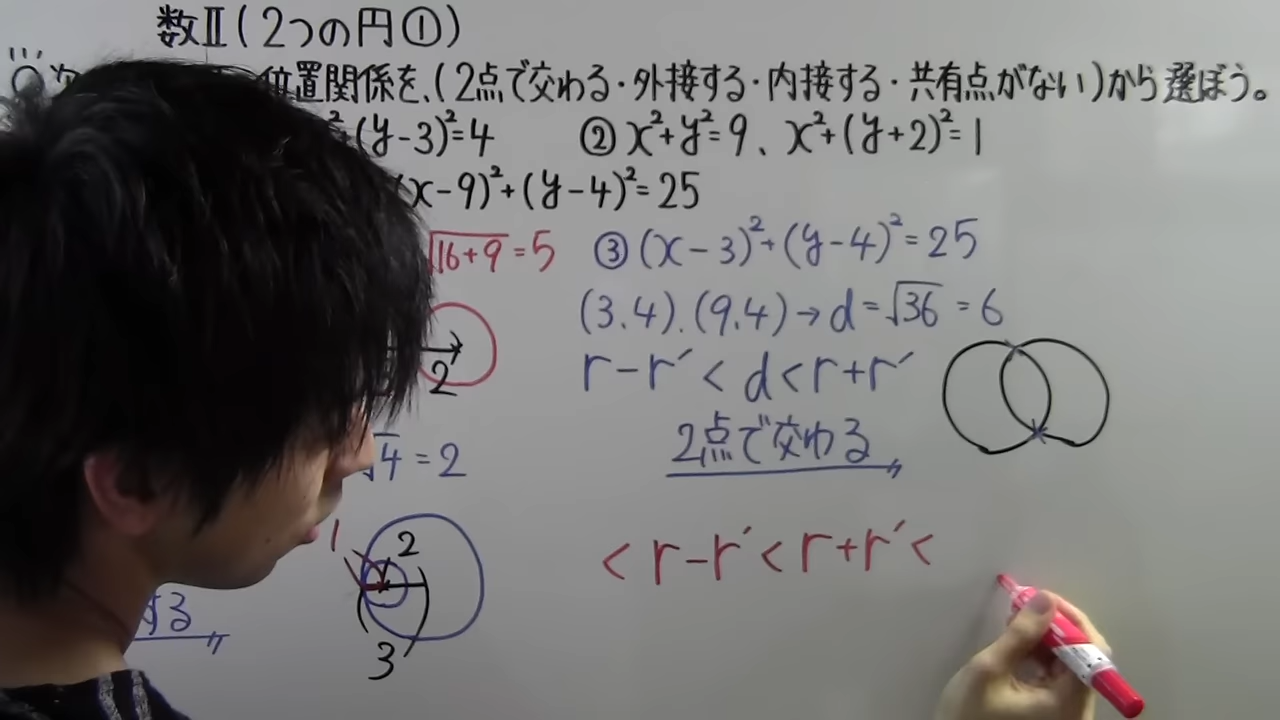 数Ⅱ(2つの円①)
○次 位置関係を、(2点で交わる・外接する・内接する・共有点がない)から選ぼう。
²+(y-3)²=4 ② x²+y²=9、x²+(y+2)²=1
(x-9)²+(y-4)²=25
√16+9=5
2
√4=2
1
2
3
する
③(x-3)²+(y-4)²=25
(3.4).(9.4)→d=√36=6
r-r′<d<r+r′
2点で交わる
<r-r′<r+r′<